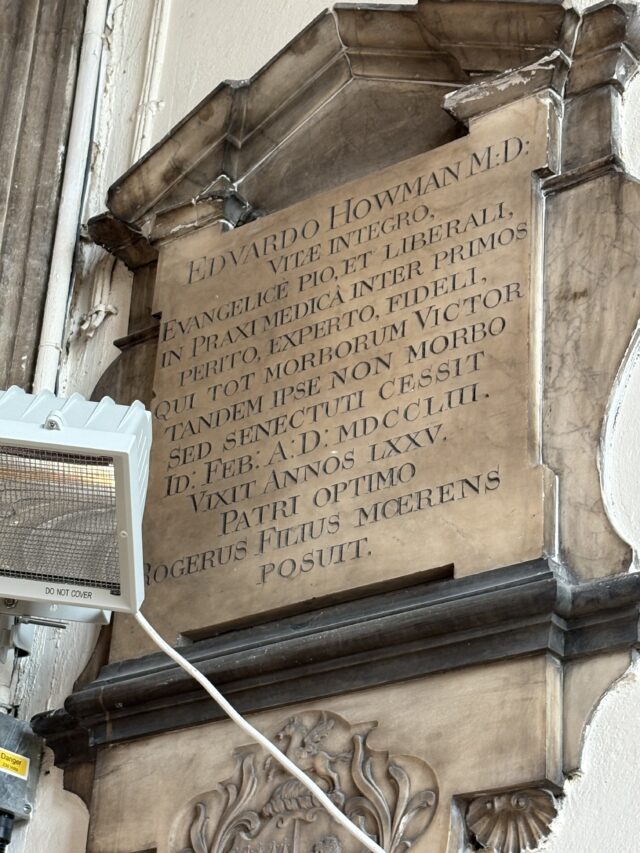 EDVARDO HOWMAN M:D:
VITÆ INTEGRO,
EVANGELICE PIO, ET LIBERALI,
IN PRAXI MEDICÂ INTER PRIMOS
PERITO, EXPERTO, FIDELI,
QUI TOT MORBORUM VICTOR
TANDEM IPSE NON MORBO
SED SENECTUTI CESSIT
ID: FEB: A:D: MDCCLIII.
VIXIT ANNOS LXXV.
PATRI OPTIMO
ROGERUS FILIUS MŒRENS
POSUIT.
DO NOT COVER
Danger